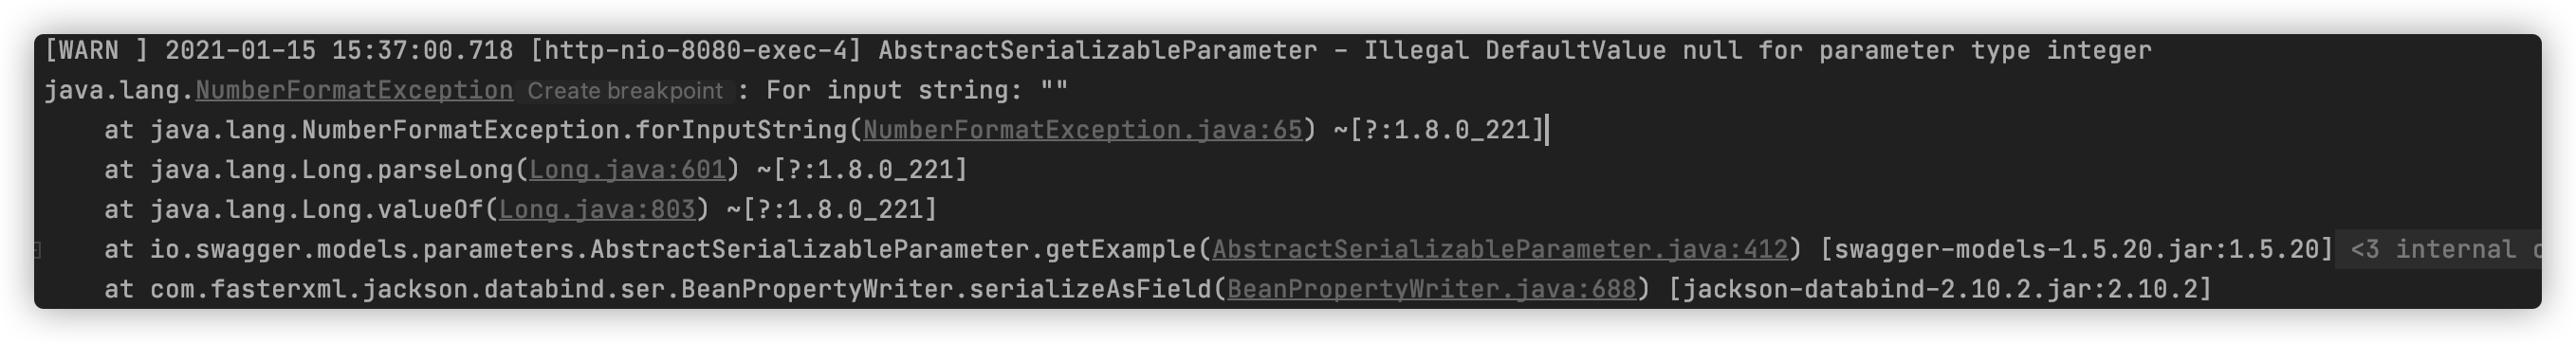 [WARN ] 2021-01-15 15:37:00.718 [http-nio-8080-exec-4] AbstractSerializableParameter - Illegal DefaultValue null for parameter type integer
java.lang.NumberFormatException Create breakpoint : For input string: ""
at java.lang.NumberFormatException.forInputString(NumberFormatException.java:65) ~[?:1.8.0_221]
at java.lang.Long.parseLong(Long.java:601) ~[?:1.8.0_221]
at java.lang.Long.valueOf(Long.java:803) ~[?:1.8.0_221]
at io.swagger.models.parameters.AbstractSerializableParameter.getExample(AbstractSerializableParameter.java:412) [swagger-models-1.5.20.jar:1.5.20] <3 internal
at com.fasterxml.jackson.databind.ser.BeanPropertyWriter.serializeAsField(BeanPropertyWriter.java:688) [jackson-databind-2.10.2.jar:2.10.2]